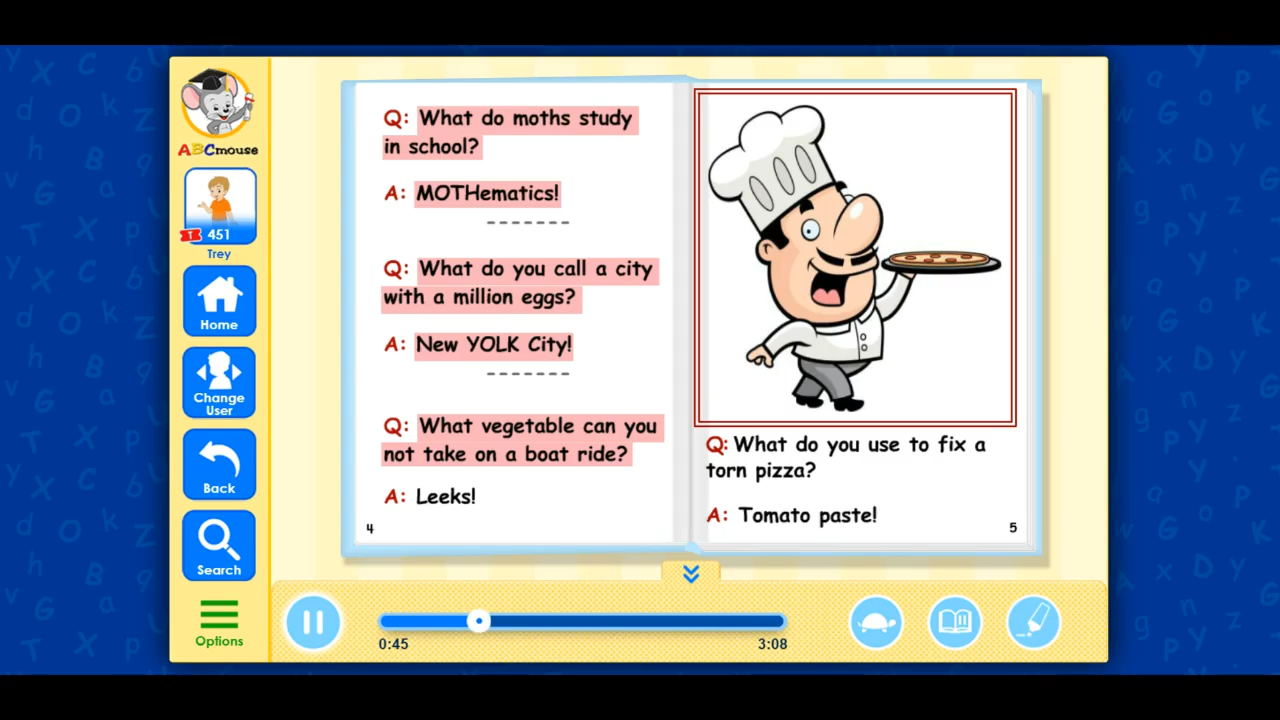 ABCmouse
T 451
Trey
Home
Change
User
Back
Search
Options
Q: What do moths study
in school?
A: MOTHematics!
-------
Q: What do you call a city
with a million eggs?
A: New YOLK City!
-------
Q: What vegetable can you
not take on a boat ride?
A: Leeks!
4
Q: What do you use to fix a
torn pizza?
A: Tomato paste!
5
0:45
3:08